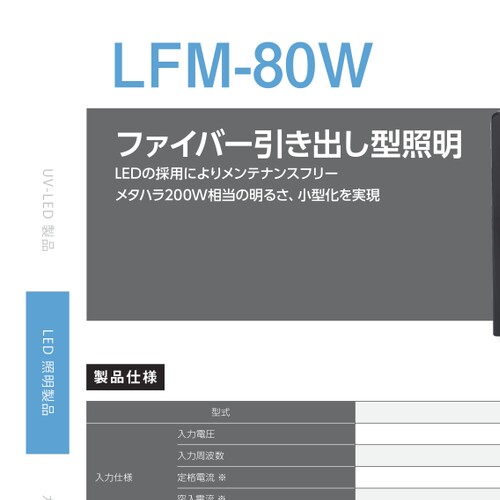 LFM-80W
ファイバー引き出し型照明
LEDの採用によりメンテナンスフリー
メタハラ200W相当の明るさ、小型化を実現
UV-LED 製品
LED 照明製品
製品仕様
型式
入力仕様
入力電圧
入力周波数
定格電流 ※
突入電流 ※